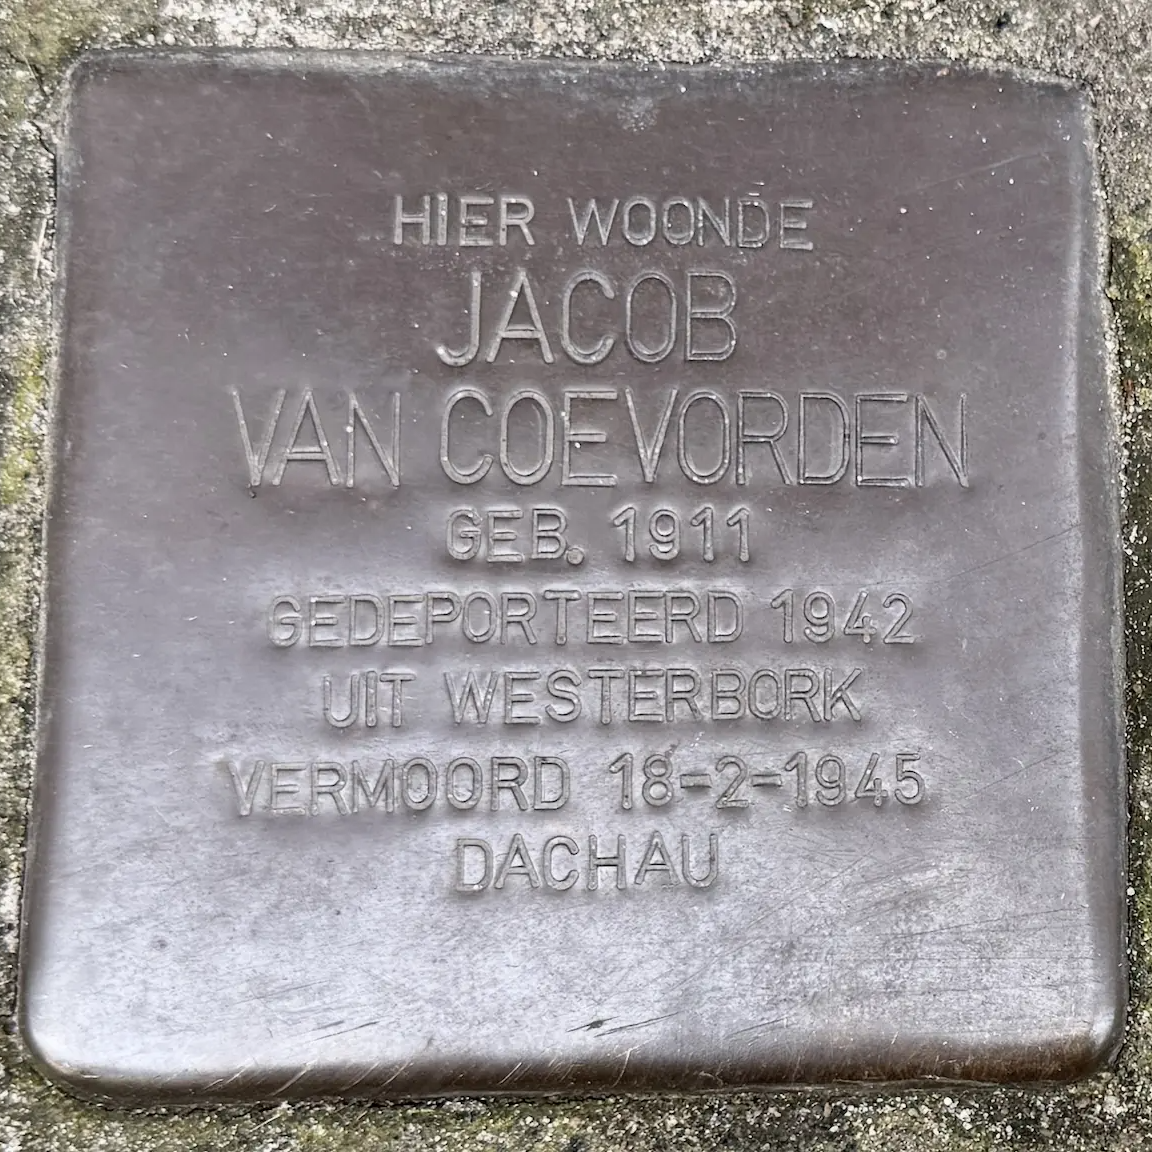 HIER WOONDE
JACOB
VAN COEVORDEN
GEB. 1911
GEDEPORTEERD 1942
UIT WESTERBORK
VERMOORD 18-2-1945
DACHAU